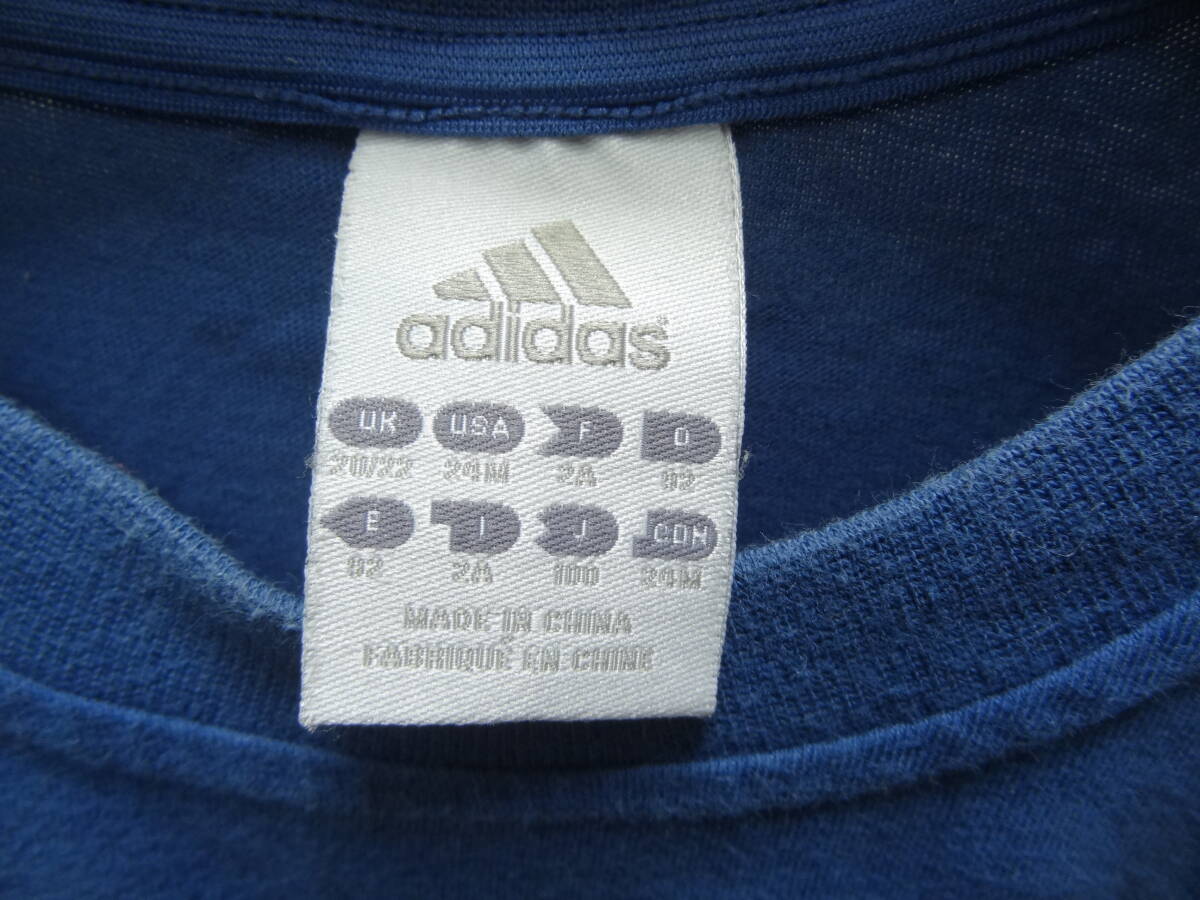 adidas®
UK USA F D
20/22 24M 2A 92
E I J CDN
92 2A 100 24M
MADE IN CHINA
FABRIQUÉ EN CHINE